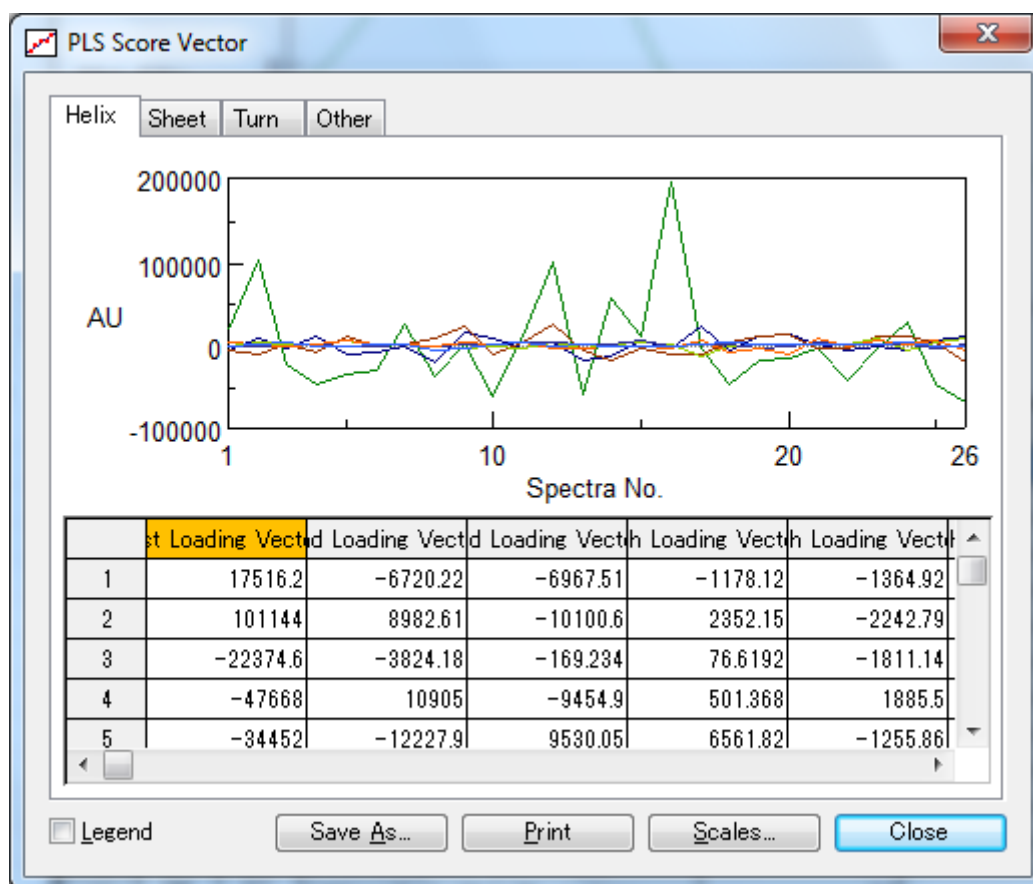 PLS Score Vector
Helix Sheet Turn Other
200000
100000
AU
0
-100000
1 10 20 26
Spectra No.
st Loading Vect d Loading Vect d Loading Vect h Loading Vect h Loading Vect
1 17516.2 -6720.22 -6967.51 -1178.12 -1364.92
2 101144 8982.61 -10100.6 2352.15 -2242.79
3 -22374.6 -3824.18 -169.234 76.6192 -1811.14
4 -47668 10905 -9454.9 501.368 1885.5
5 -34452 -12227.9 9530.05 6561.82 -1255.86
Legend Save As... Print Scales... Close